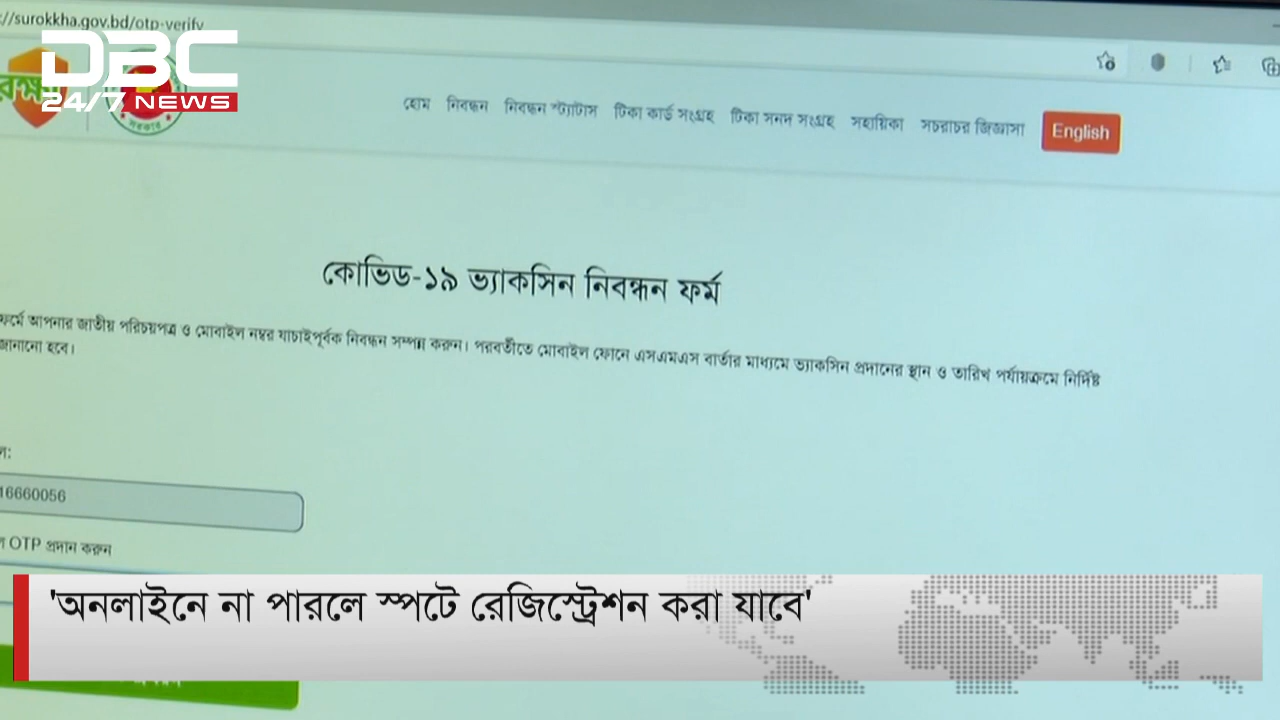 ://surokkha.gov.bd/otp-verify
DBC
24/7 NEWS
সরকার
হোম নিবন্ধন নিবন্ধন স্ট্যাটাস টিকা কার্ড সংগ্রহ টিকা সনদ সংগ্রহ সহায়িকা সচরাচর জিজ্ঞাসা English
কোভিড-১৯ ভ্যাকসিন নিবন্ধন ফর্ম
ফর্মে আপনার জাতীয় পরিচয়পত্র ও মোবাইল নম্বর যাচাইপূর্বক নিবন্ধন সম্পন্ন করুন। পরবর্তীতে মোবাইল ফোনে এসএমএস বার্তার মাধ্যমে ভ্যাকসিন প্রদানের স্থান ও তারিখ পর্যায়ক্রমে নির্দিষ্ট
জানানো হবে।
16660056
OTP প্রদান করুন
'অনলাইনে না পারলে স্পটে রেজিস্ট্রেশন করা যাবে'